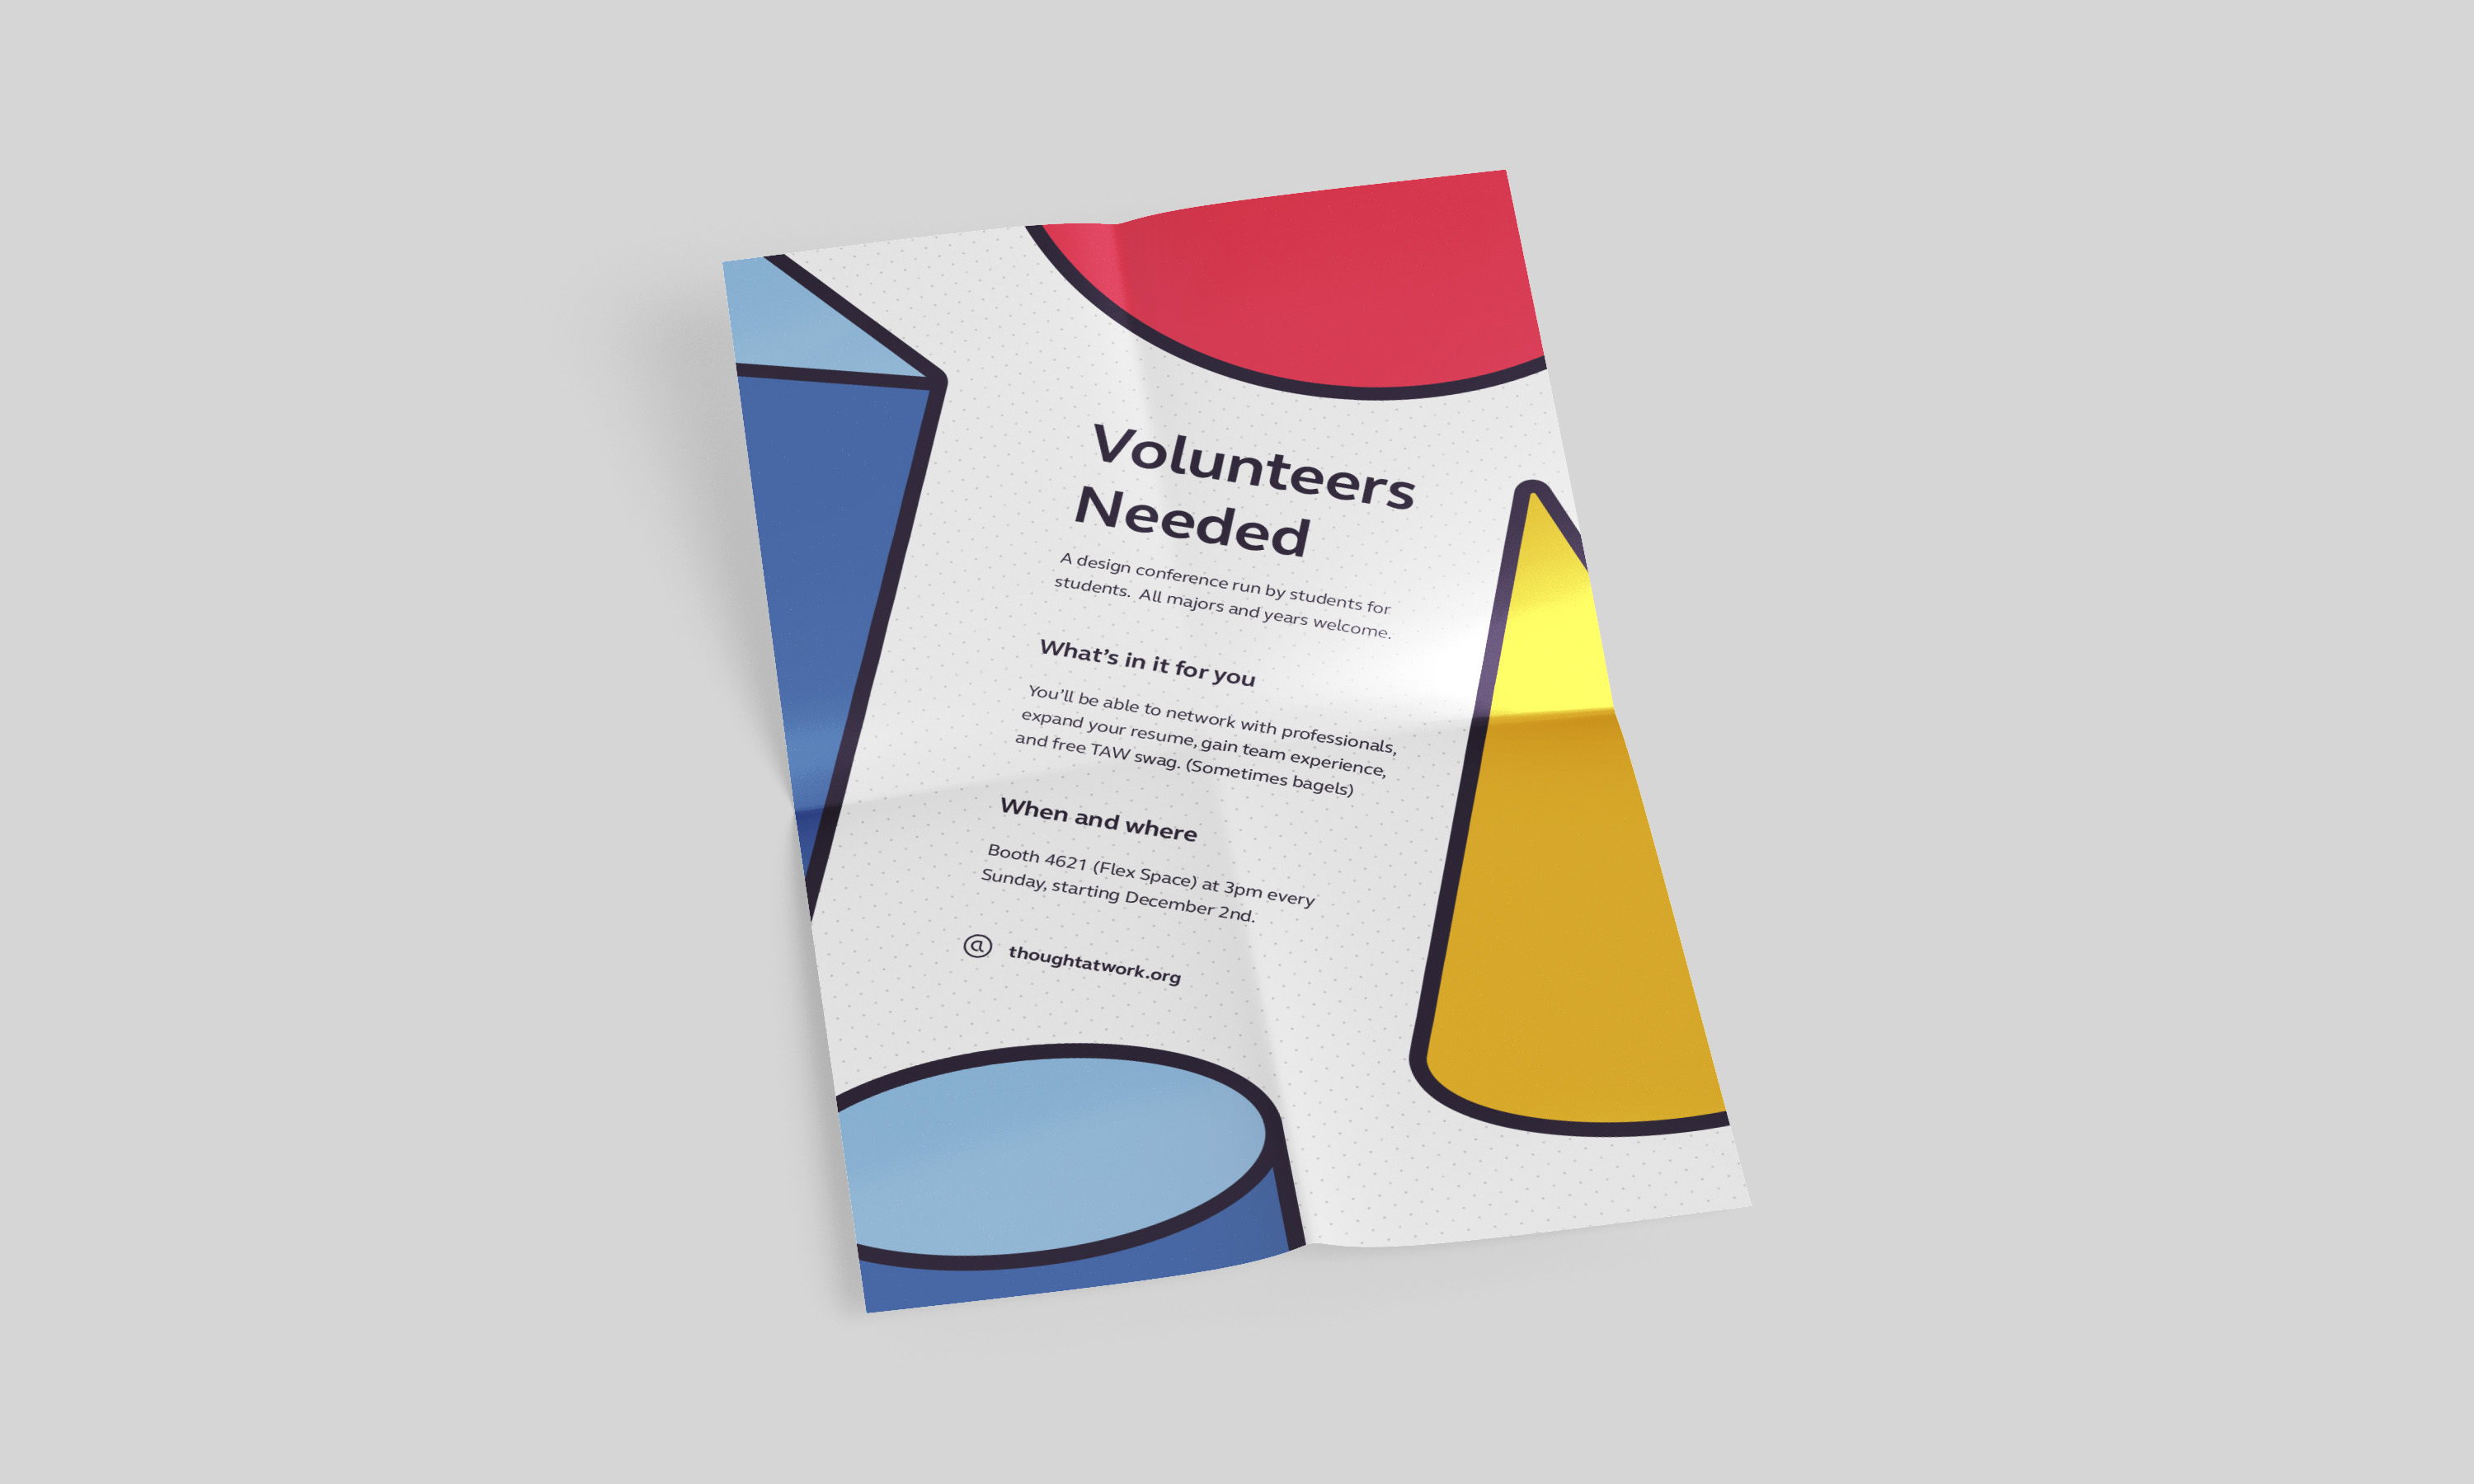 Volunteers
Needed
A design conference run by students for
students. All majors and years welcome.
What's in it for you
You'll be able to network with professionals,
expand your resume, gain team experience,
and free TAW swag. (Sometimes bagels)
When and where
Booth 4621 (Flex Space) at 3pm every
Sunday, starting December 2nd.
@ thoughtatwork.org